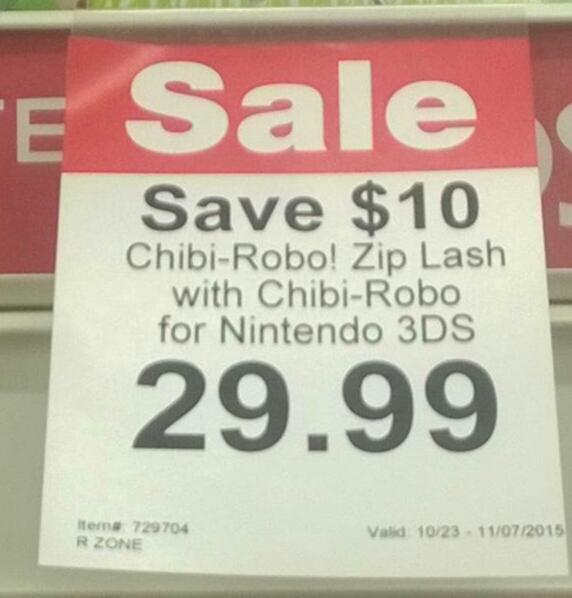 Sale
Save $10
Chibi-Robo! Zip Lash
with Chibi-Robo
for Nintendo 3DS
29.99
Item#: 729704
R ZONE
Valid: 10/23 - 11/07/2015